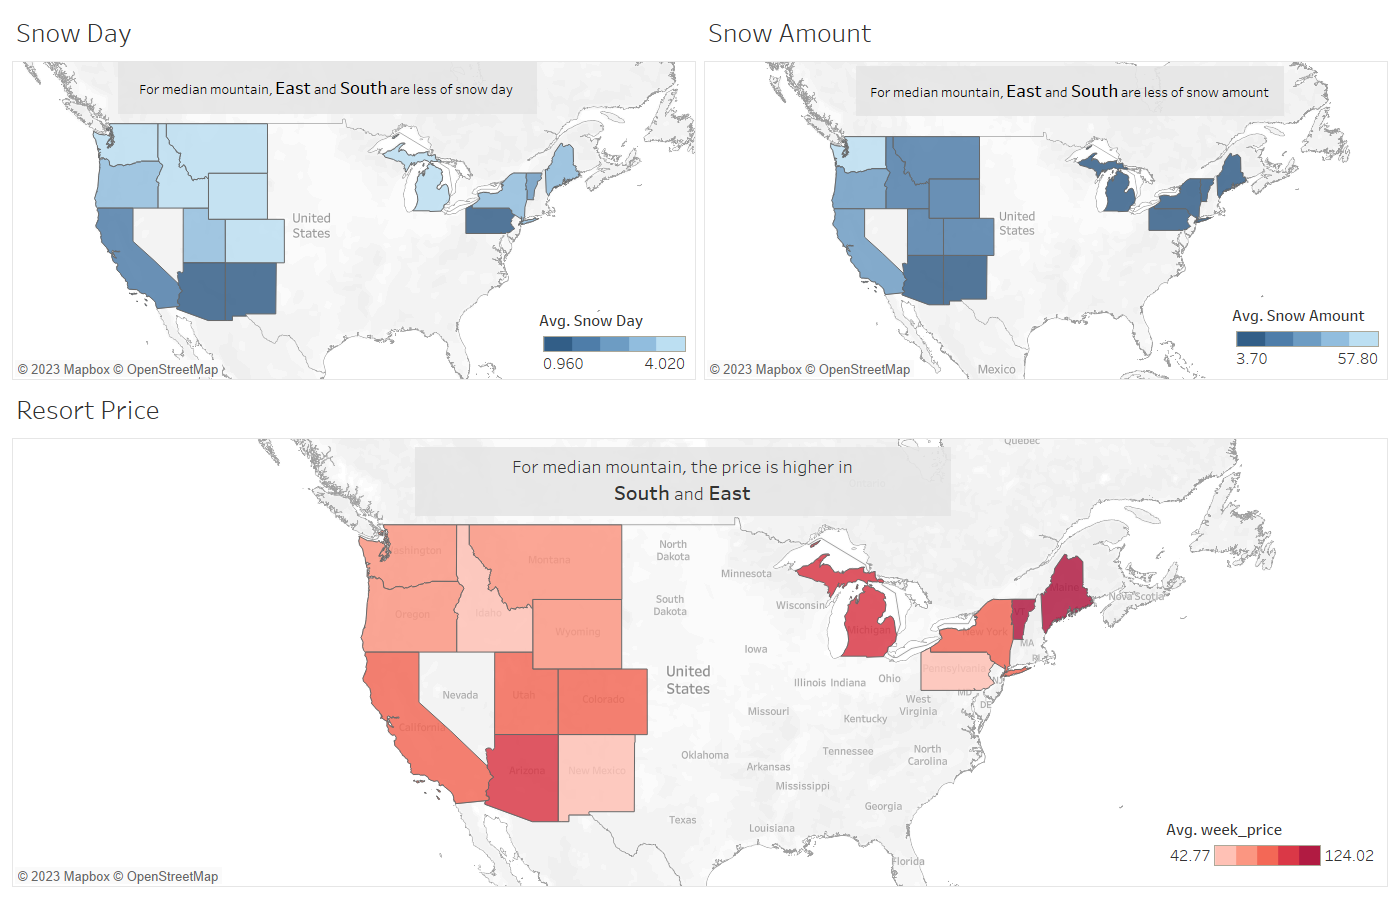 Snow Day
For median mountain, East and South are less of snow day
United
States
Avg. Snow Day
0.960 4.020
© 2023 Mapbox © OpenStreetMap
Snow Amount
For median mountain, East and South are less of snow amount
United
States
Mexico
Avg. Snow Amount
3.70 57.80
© 2023 Mapbox © OpenStreetMap
Resort Price
For median mountain, the price is higher in
South and East
Quebec
Ontario
Washington
Montana
North
Dakota
Minnesota
Maine
Nova Scotia
Oregon
Idaho
South
Dakota
Wisconsin
Michigan
New York
VT
Wyoming
MA
RI
Iowa
United
States
Pennsylvania
NJ
Nevada
Utah
Colorado
Illinois Indiana
Ohio
MD
DE
West
Virginia
Missouri
Kentucky
California
Oklahoma
Tennessee
North
Carolina
Arizona
New Mexico
Arkansas
Mississippi
Georgia
Texas
Louisiana
Florida
Avg. week_price
42.77 124.02
© 2023 Mapbox © OpenStreetMap